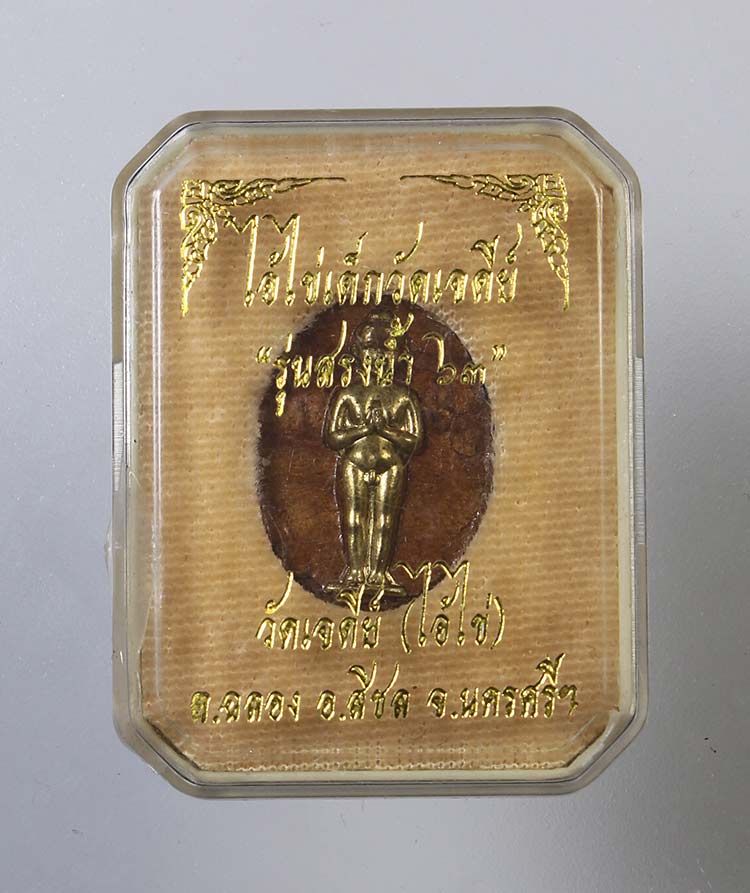 ไอ้ไข่เด็กวัดเจดีย์
“รุ่นสรงน้ำ ๖๓”
วัดเจดีย์ (ไอ้ไข่)
ต.ฉลอง อ.สิชล จ.นครศรีฯ